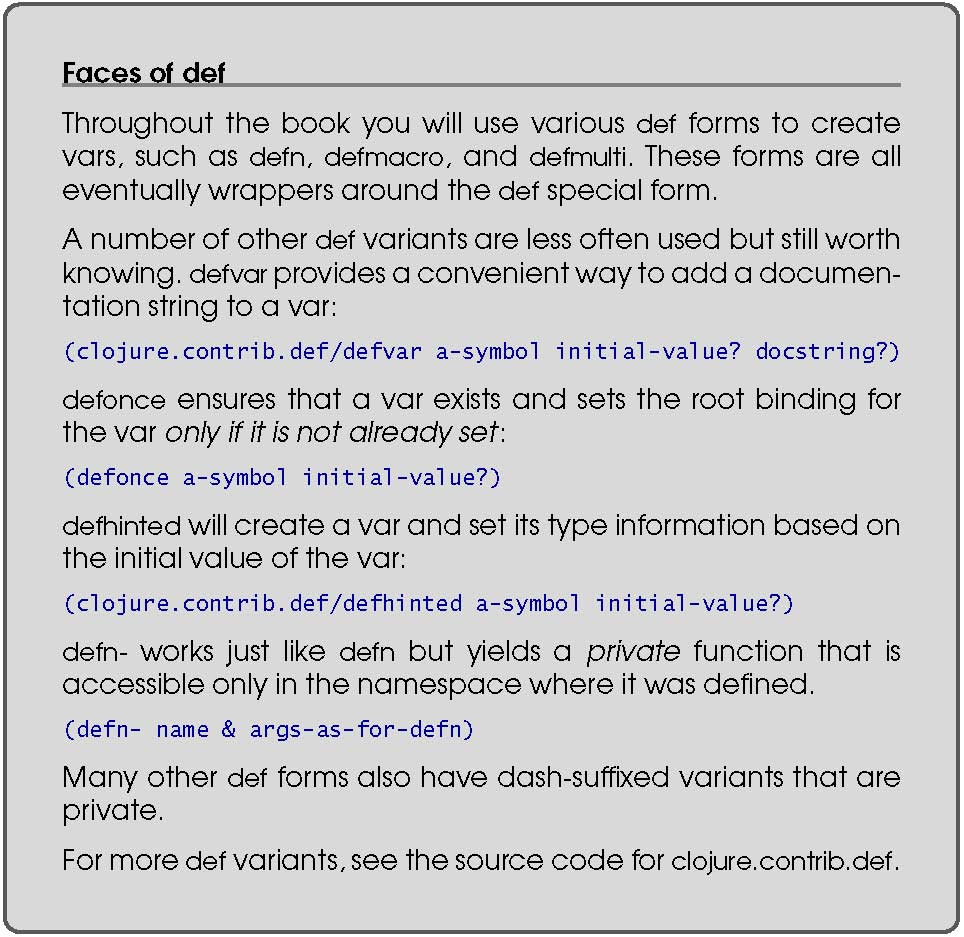 Faces of def
Throughout the book you will use various def forms to create
vars, such as defn, defmacro, and defmulti. These forms are all
eventually wrappers around the def special form.
A number of other def variants are less often used but still worth
knowing. defvar provides a convenient way to add a documen-
tation string to a var:
(clojure.contrib.def/defvar a-symbol initial-value? docstring?)
defonce ensures that a var exists and sets the root binding for
the var only if it is not already set:
(defonce a-symbol initial-value?)
defhinted will create a var and set its type information based on
the initial value of the var:
(clojure.contrib.def/defhinted a-symbol initial-value?)
defn- works just like defn but yields a private function that is
accessible only in the namespace where it was defined.
(defn- name & args-as-for-defn)
Many other def forms also have dash-suffixed variants that are
private.
For more def variants, see the source code for clojure.contrib.def.